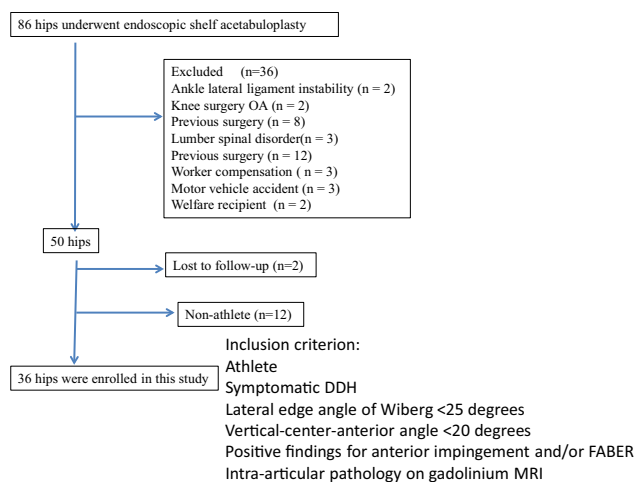 86 hips underwent endoscopic shelf acetabuloplasty
Excluded (n=36)
Ankle lateral ligament instability (n = 2)
Knee surgery OA (n = 2)
Previous surgery (n = 8)
Lumber spinal disorder(n = 3)
Previous surgery (n = 12)
Worker compensation ( n = 3)
Motor vehicle accident (n = 3)
Welfare recipient (n = 2)
50 hips
Lost to follow-up (n=2)
Non-athlete (n=12)
36 hips were enrolled in this study
Inclusion criterion:
Athlete
Symptomatic DDH
Lateral edge angle of Wiberg <25 degrees
Vertical-center-anterior angle <20 degrees
Positive findings for anterior impingement and/or FABER
Intra-articular pathology on gadolinium MRI